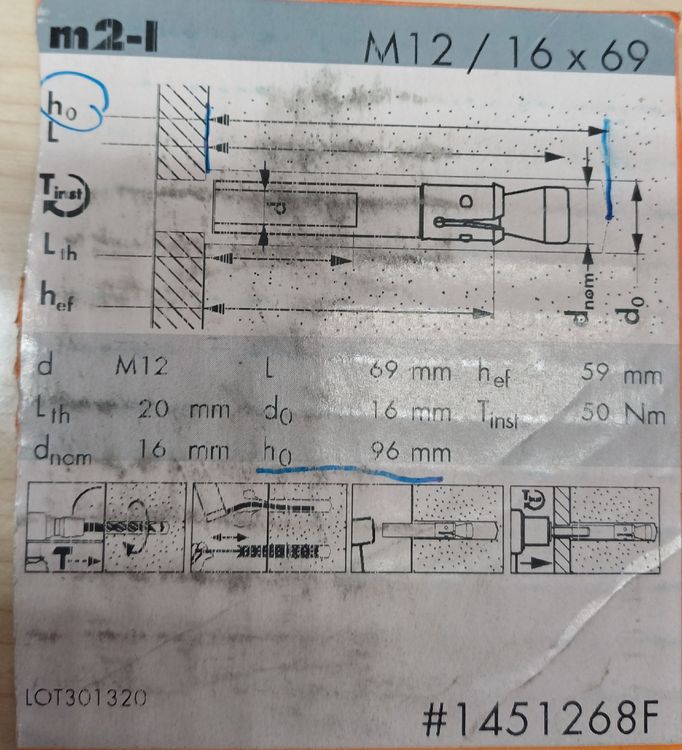 m2-I
M12 / 16 x 69
h0
L
Tinst
Lth
hef
d
dnom
d0
d M12 L 69 mm hef 59 mm
Lth 20 mm d0 16 mm Tinst 50 Nm
dnom 16 mm h0 96 mm
T
Tinst
LOT301320
#1451268F